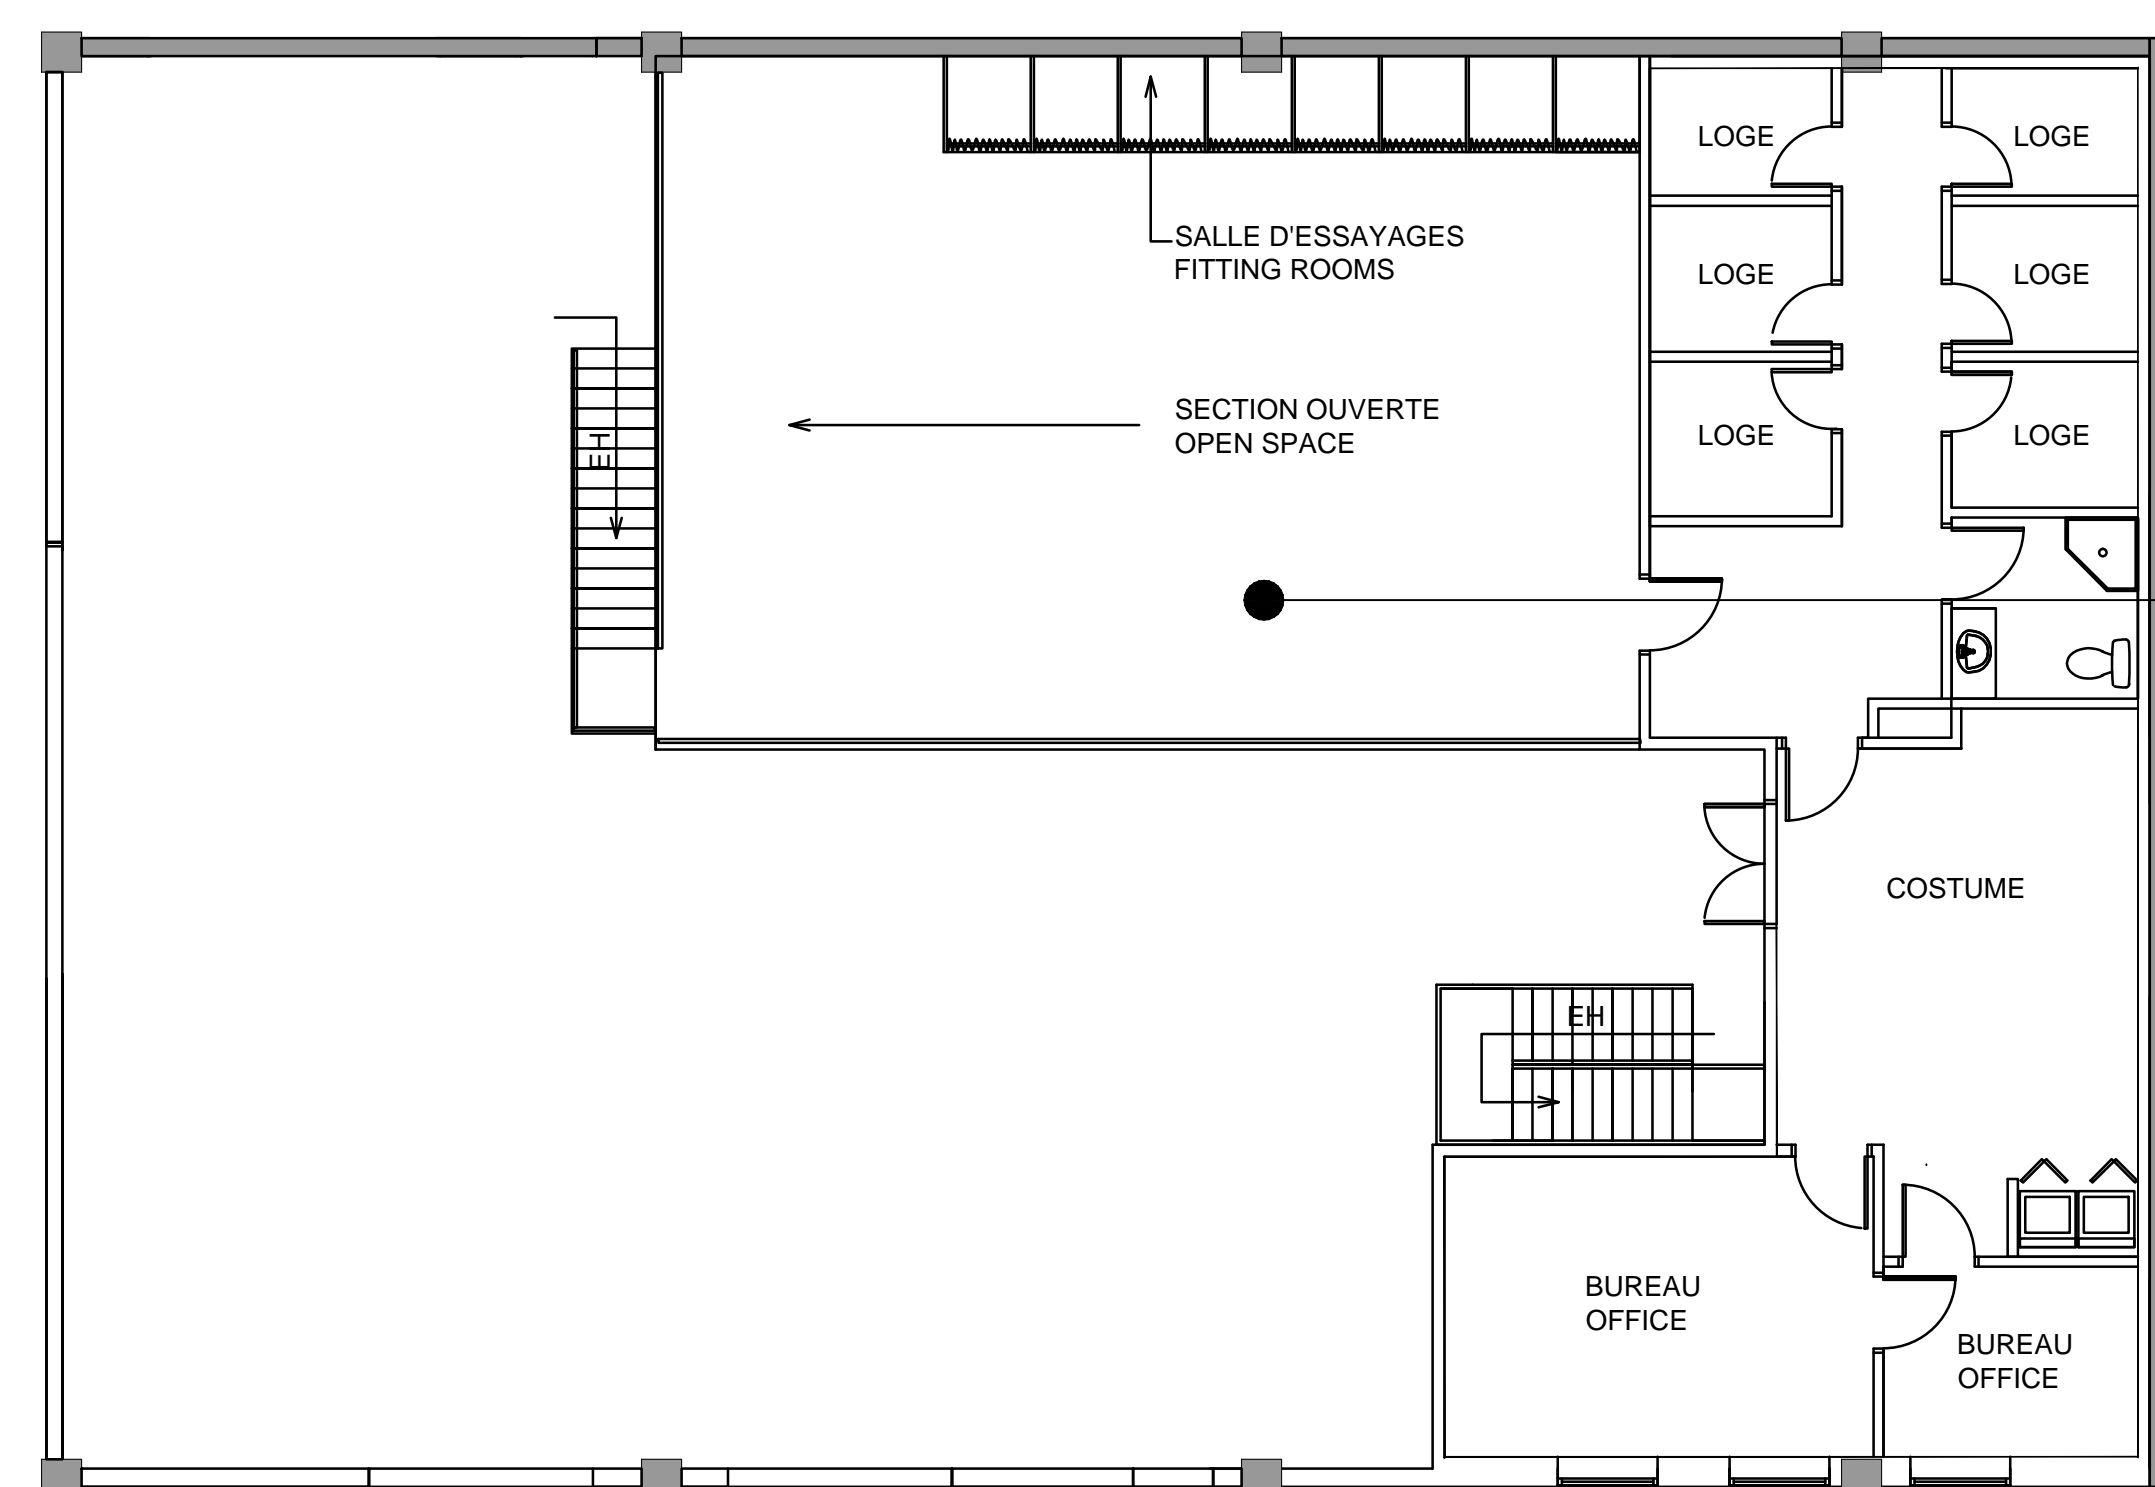 LOGE
LOGE
SALLE D'ESSAYAGES
FITTING ROOMS
LOGE
LOGE
SECTION OUVERTE
OPEN SPACE
LOGE
LOGE
EH
COSTUME
EH
BUREAU
OFFICE
BUREAU
OFFICE